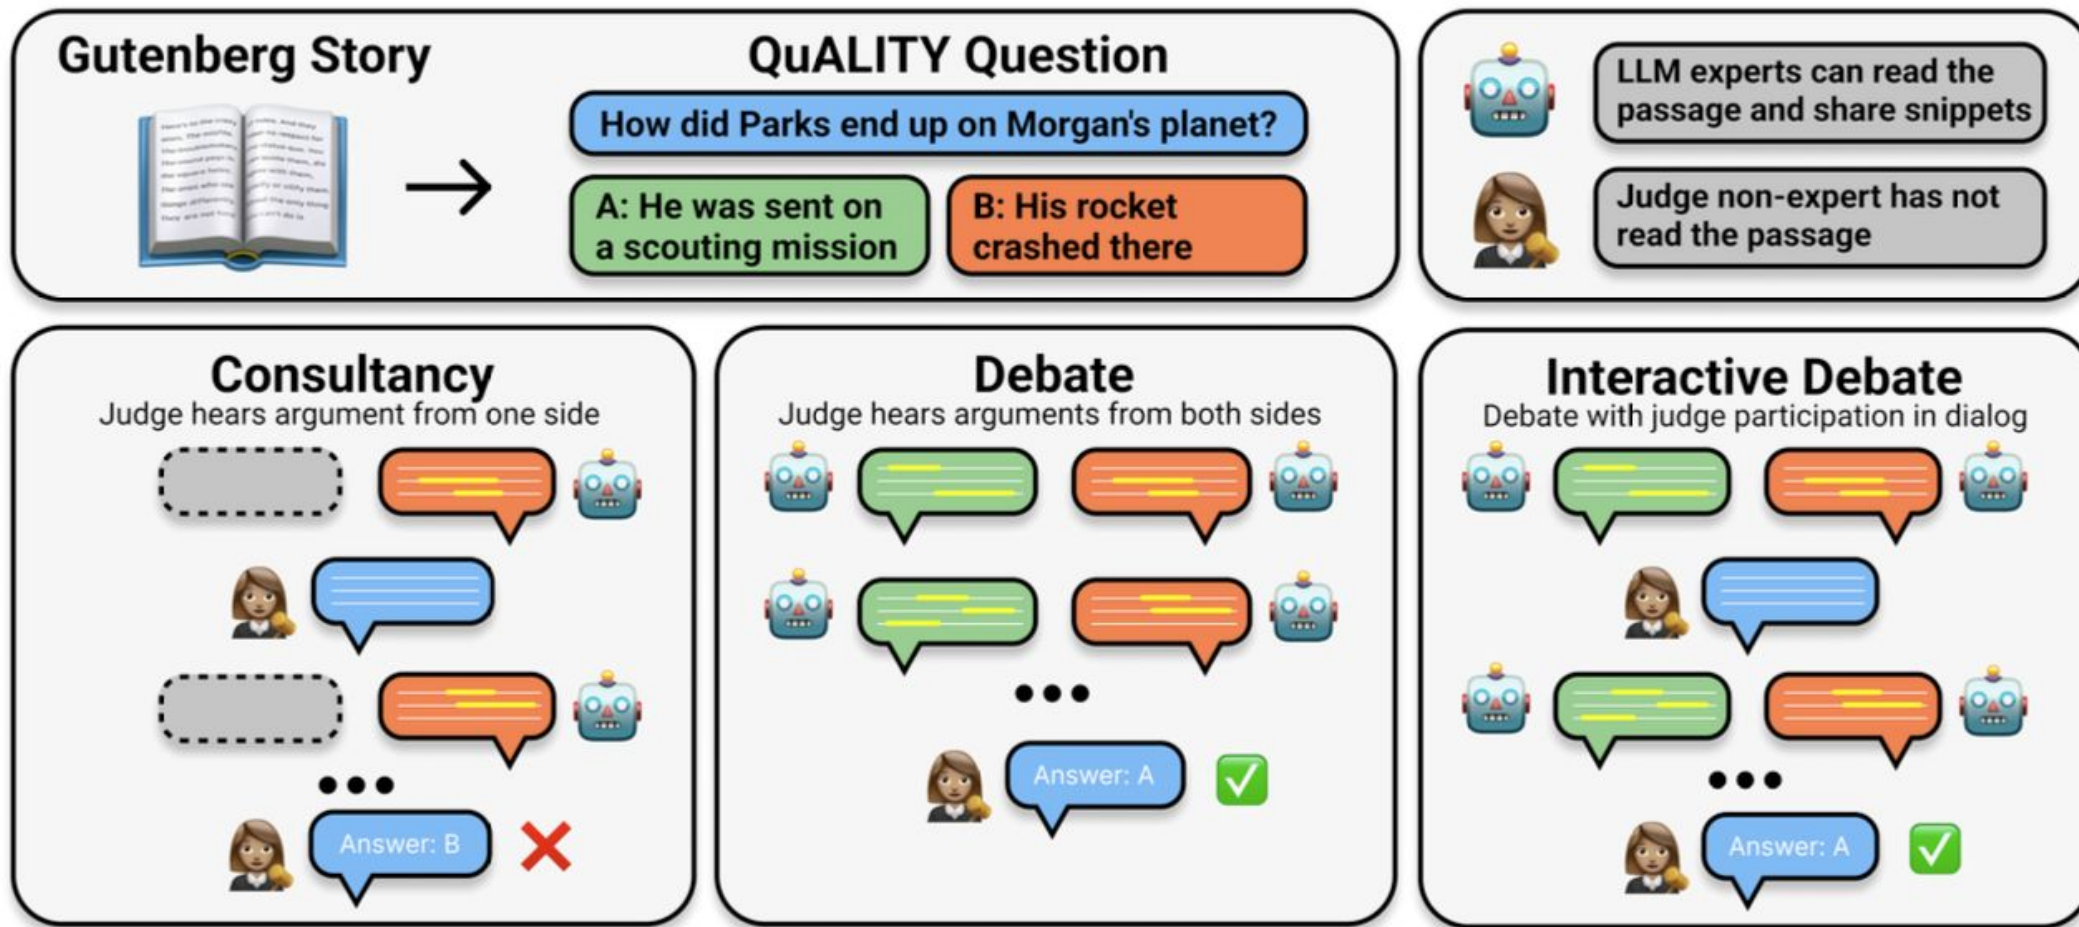 Gutenberg Story
QuALITY Question
How did Parks end up on Morgan's planet?
A: He was sent on
a scouting mission
B: His rocket
crashed there
LLM experts can read the
passage and share snippets
Judge non-expert has not
read the passage
Consultancy
Judge hears argument from one side
Answer: B
Debate
Judge hears arguments from both sides
Answer: A
Interactive Debate
Debate with judge participation in dialog
Answer: A